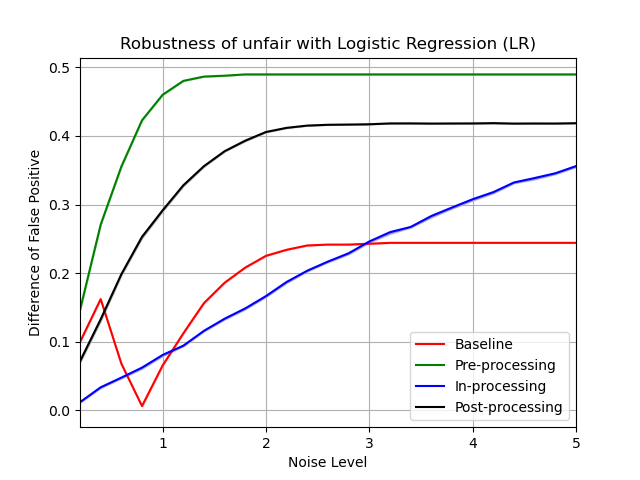 Robustness of unfair with Logistic Regression (LR)
Difference of False Positive
0.5
0.4
0.3
0.2
0.1
0.0
Baseline
Pre-processing
In-processing
Post-processing
1 2 3 4 5
Noise Level